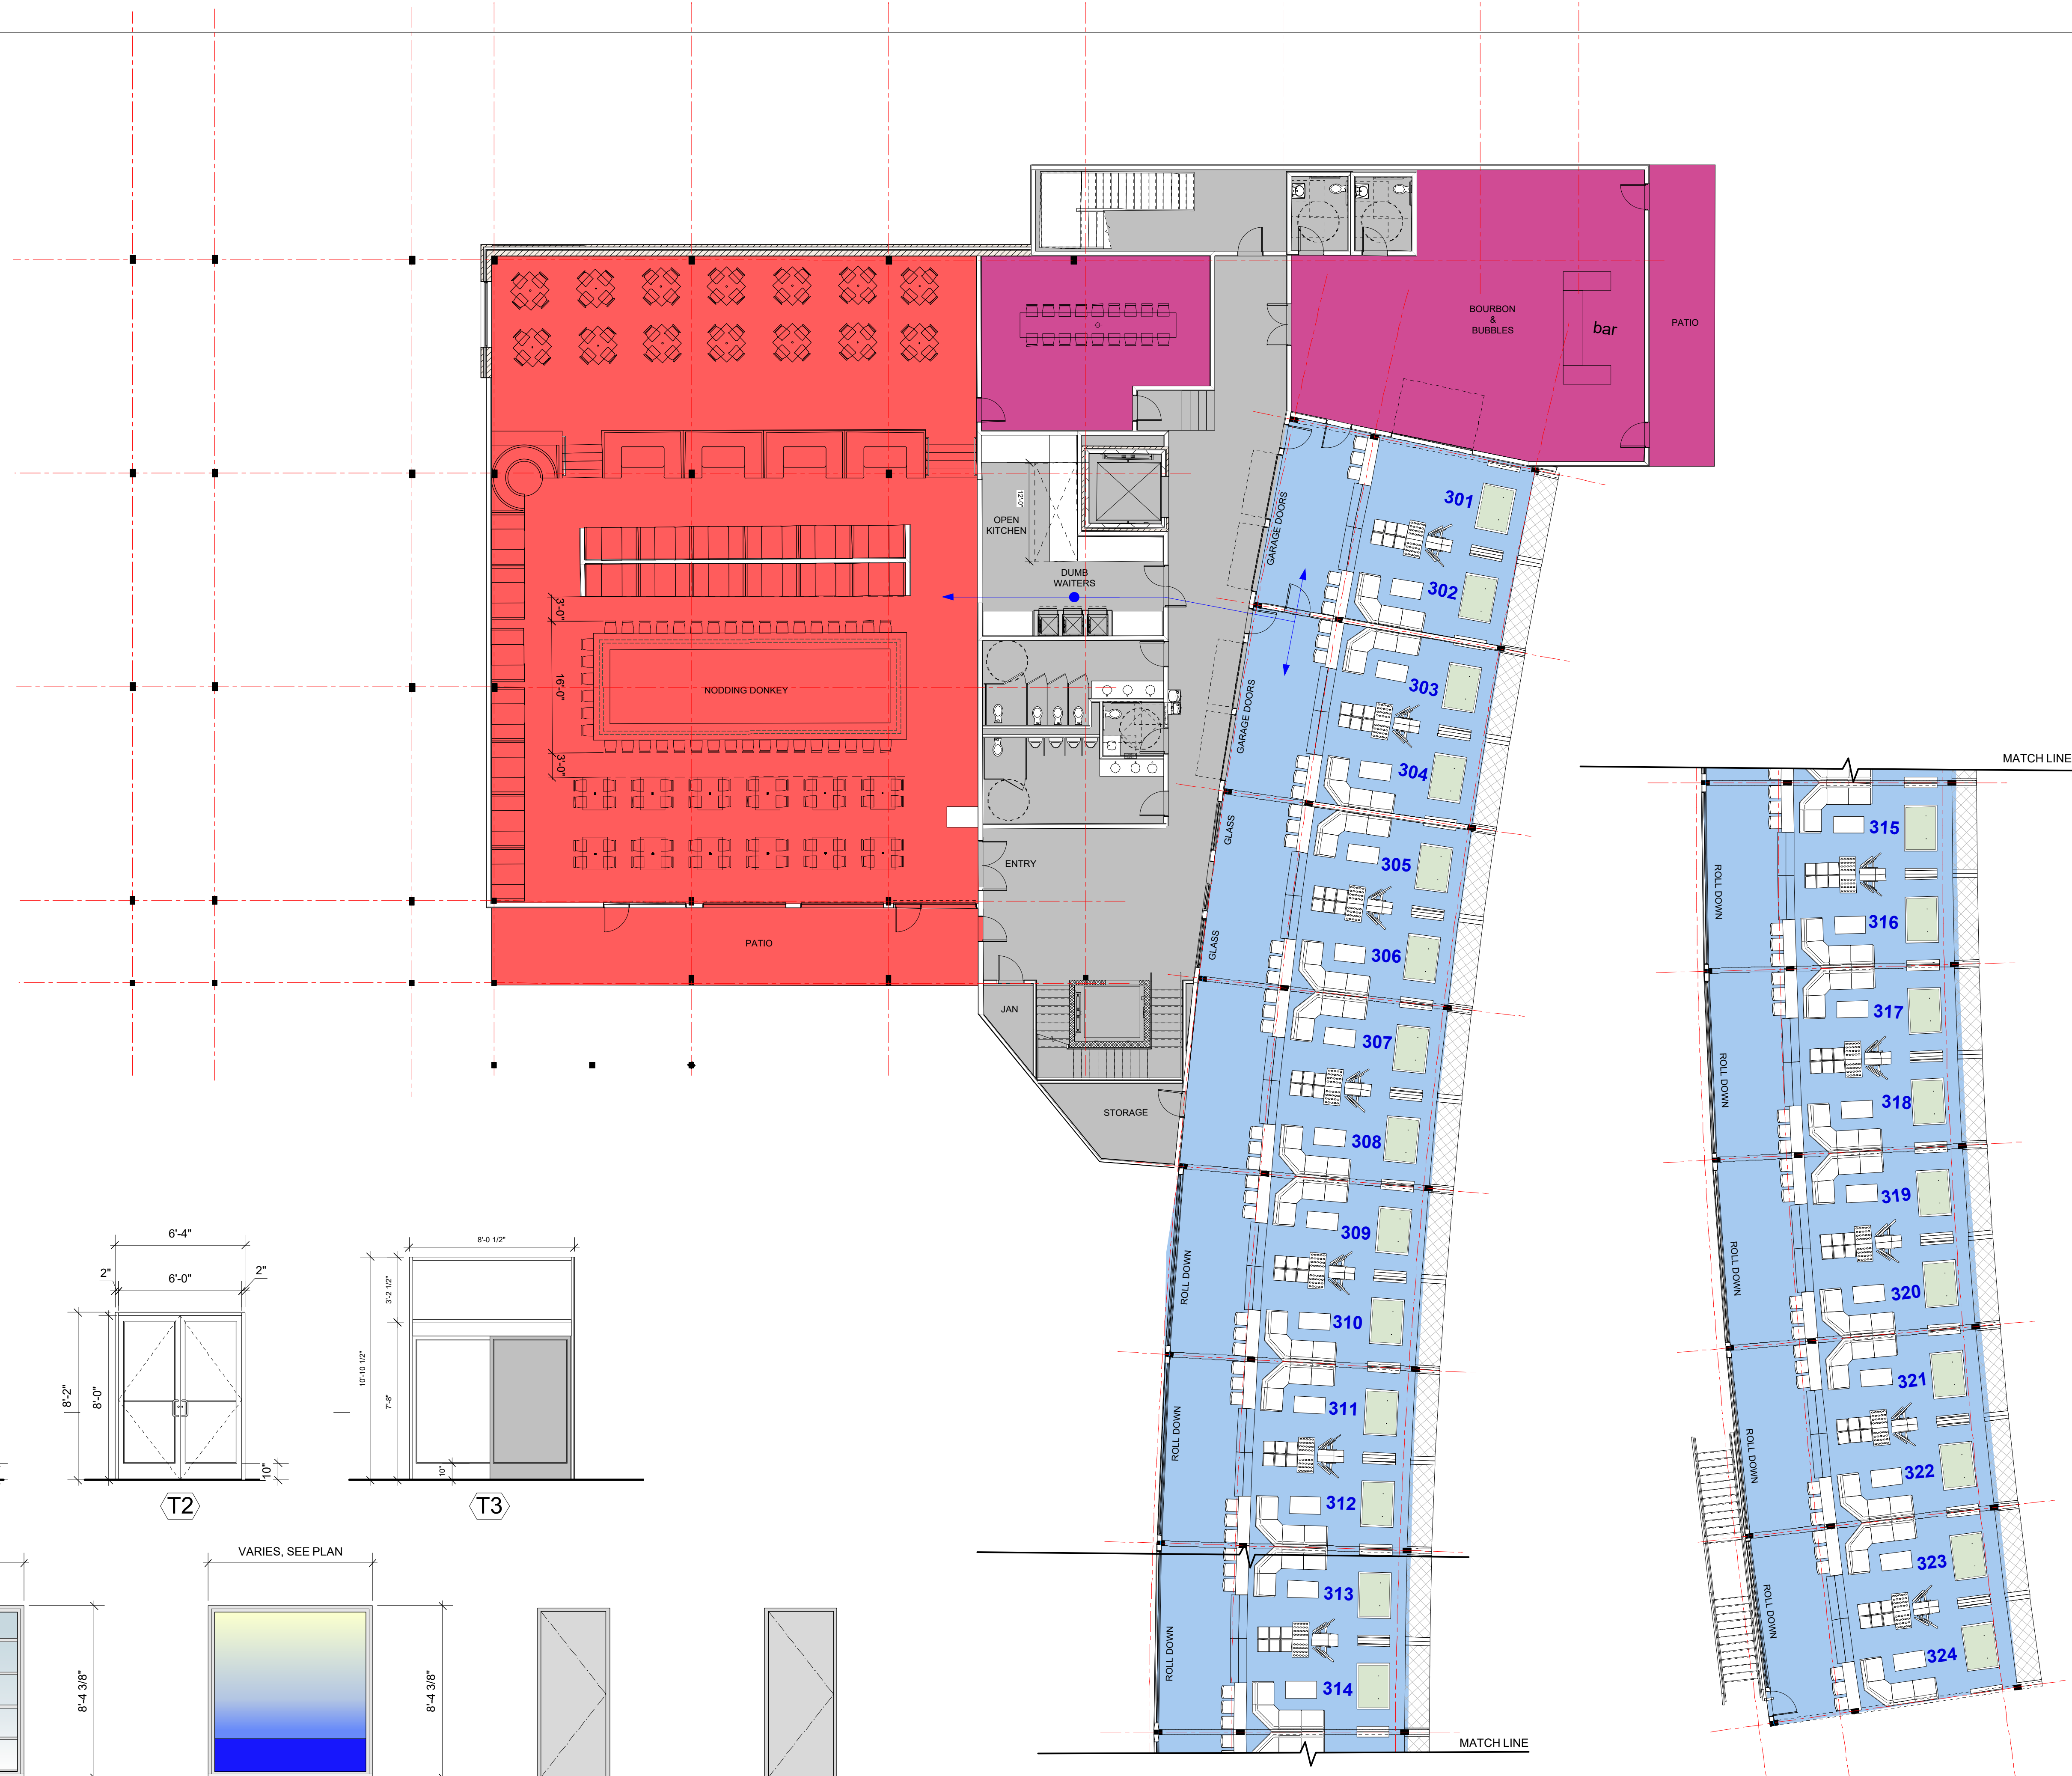 BOURBON
&
BUBBLES
bar
PATIO
301
302
303
304
305
306
307
308
309
310
311
312
313
314
GARAGE DOORS
GARAGE DOORS
GLASS
GLASS
ROLL DOWN
ROLL DOWN
ROLL DOWN
12'-0"
OPEN
KITCHEN
DUMB
WAITERS
3'-0"
16'-0"
3'-0"
NODDING DONKEY
ENTRY
PATIO
JAN
STORAGE
MATCH LINE
MATCH LINE
315
316
317
318
319
320
321
322
323
324
ROLL DOWN
ROLL DOWN
ROLL DOWN
ROLL DOWN
ROLL DOWN
6'-4"
2"
6'-0"
2"
8'-2"
8'-0"
10"
T2
8'-0 1/2"
10'-10 1/2"
3'-2 1/2"
7'-8"
10"
T3
VARIES, SEE PLAN
8'-4 3/8"
8'-4 3/8"